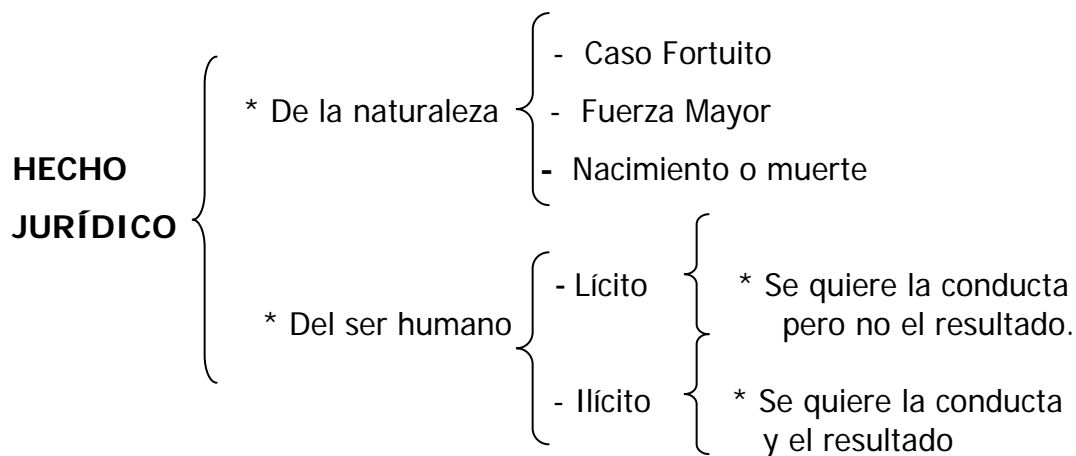 HECHO
JURÍDICO
* De la naturaleza
- Caso Fortuito
- Fuerza Mayor
- Nacimiento o muerte
* Del ser humano
- Lícito
* Se quiere la conducta
pero no el resultado.
- Ilícito
* Se quiere la conducta
y el resultado